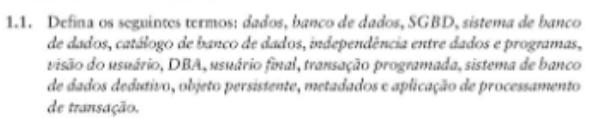 1.1. Defina os seguintes termos: dados, banco de dados, SGBD, sistema de banco
de dados, catálogo de banco de dados, independência entre dados e programas,
visão do usuário, DBA, usuário final, transação programada, sistema de banco
de dados dedutivo, objeto persistente, metadados e aplicação de processamento
de transação.